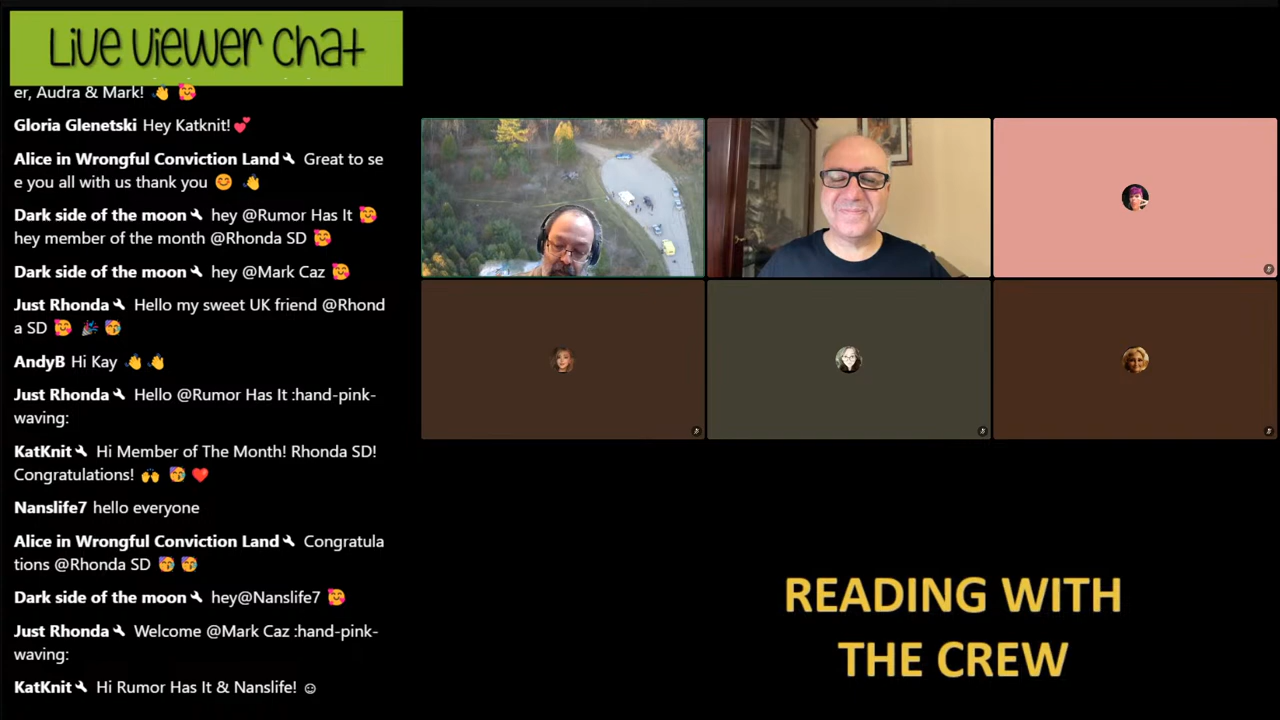 Live Viewer Chat
er, Audra & Mark! 👋 🥰
Gloria Glenetski Hey Katknit!💕
Alice in Wrongful Conviction Land Great to se
e you all with us thank you 😊 👋
Dark side of the moon hey @Rumor Has It 🥰
hey member of the month @Rhonda SD 🥰
Dark side of the moon hey @Mark Caz 🥰
Just Rhonda Hello my sweet UK friend @Rhond
a SD 🥰 🎉 🥳
AndyB Hi Kay 👋 👋
Just Rhonda Hello @Rumor Has It :hand-pink-
waving:
KatKnit Hi Member of The Month! Rhonda SD!
Congratulations! 🙌 🥳 ❤️
Nanslife7 hello everyone
Alice in Wrongful Conviction Land Congratula
tions @Rhonda SD 🥳 🥳
Dark side of the moon hey@Nanslife7 🥰
Just Rhonda Welcome @Mark Caz :hand-pink-
waving:
KatKnit Hi Rumor Has It & Nanslife! ☺
READING WITH
THE CREW